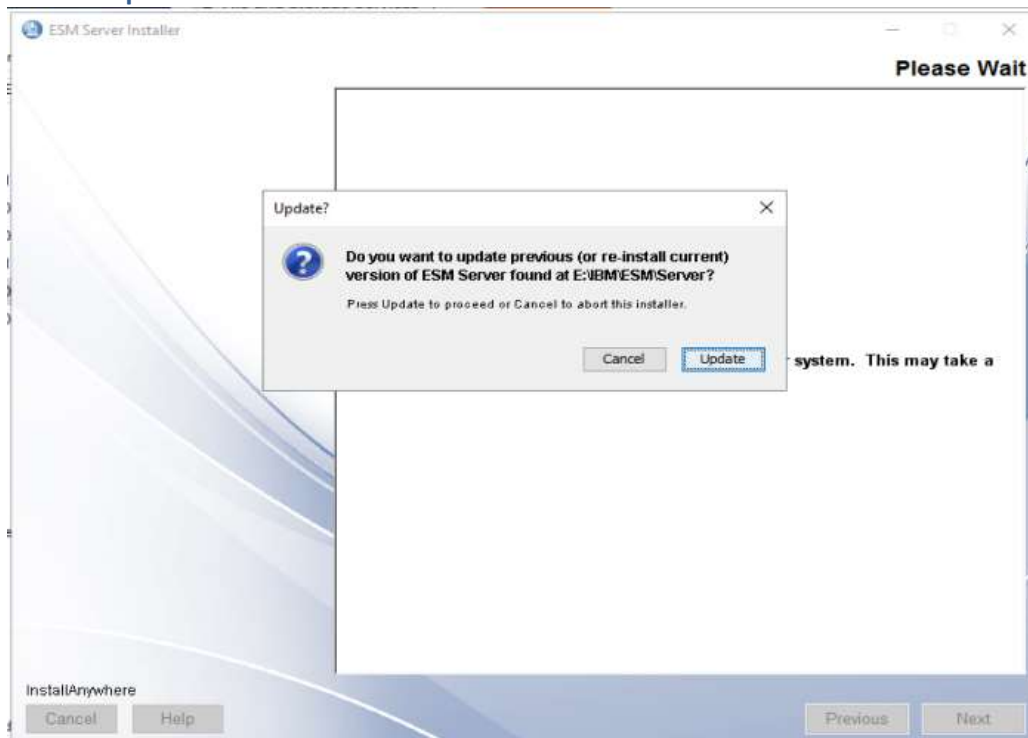 ESM Server Installer
Please Wait
Update?
Do you want to update previous (or re-install current)
version of ESM Server found at E:\IBM\ESM\Server?
Press Update to proceed or Cancel to abort this installer.
Cancel
Update
system. This may take a
InstallAnywhere
Cancel
Help
Previous
Next